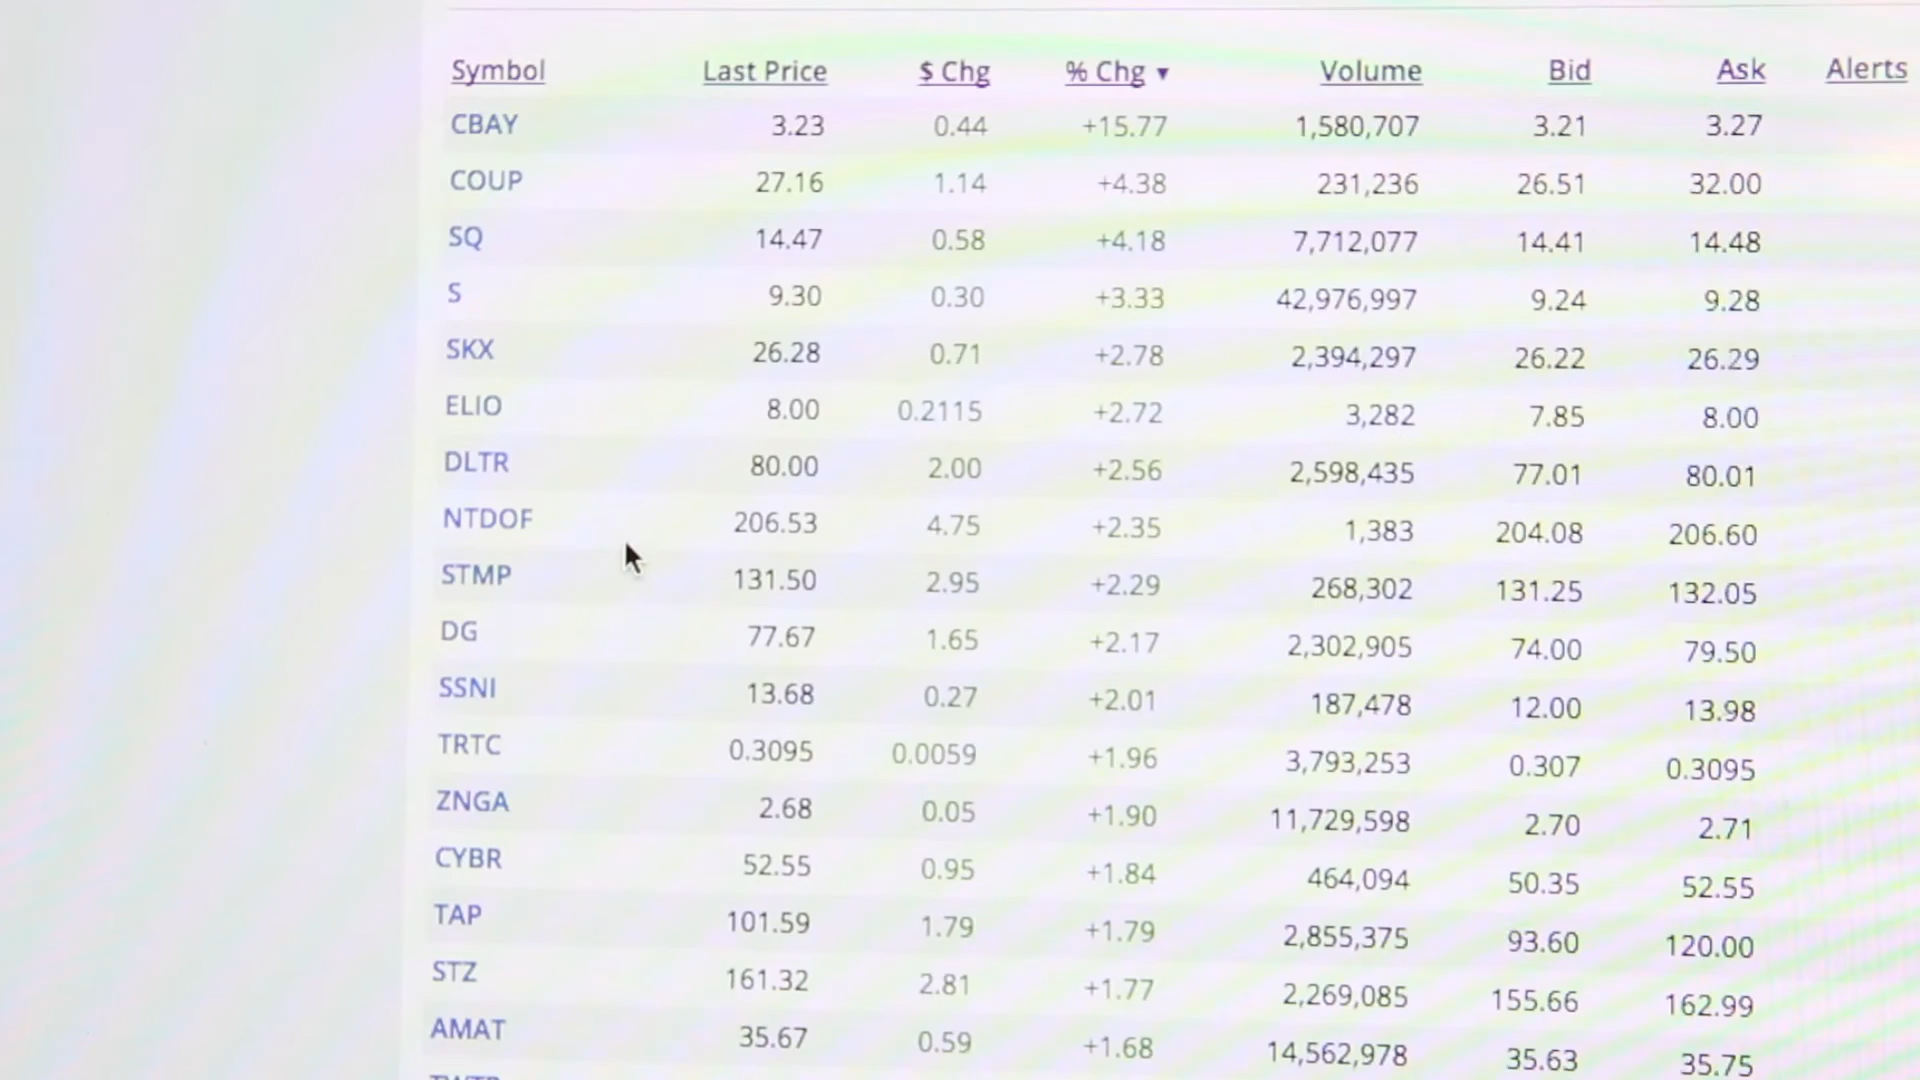 Symbol Last Price $ Chg % Chg ▼ Volume Bid Ask Alerts
CBAY 3.23 0.44 +15.77 1,580,707 3.21 3.27
COUP 27.16 1.14 +4.38 231,236 26.51 32.00
SQ 14.47 0.58 +4.18 7,712,077 14.41 14.48
S 9.30 0.30 +3.33 42,976,997 9.24 9.28
SKX 26.28 0.71 +2.78 2,394,297 26.22 26.29
ELIO 8.00 0.2115 +2.72 3,282 7.85 8.00
DLTR 80.00 2.00 +2.56 2,598,435 77.01 80.01
NTDOF 206.53 4.75 +2.35 1,383 204.08 206.60
STMP 131.50 2.95 +2.29 268,302 131.25 132.05
DG 77.67 1.65 +2.17 2,302,905 74.00 79.50
SSNI 13.68 0.27 +2.01 187,478 12.00 13.98
TRTC 0.3095 0.0059 +1.96 3,793,253 0.307 0.3095
ZNGA 2.68 0.05 +1.90 11,729,598 2.70 2.71
CYBR 52.55 0.95 +1.84 464,094 50.35 52.55
TAP 101.59 1.79 +1.79 2,855,375 93.60 120.00
STZ 161.32 2.81 +1.77 2,269,085 155.66 162.99
AMAT 35.67 0.59 +1.68 14,562,978 35.63 35.75